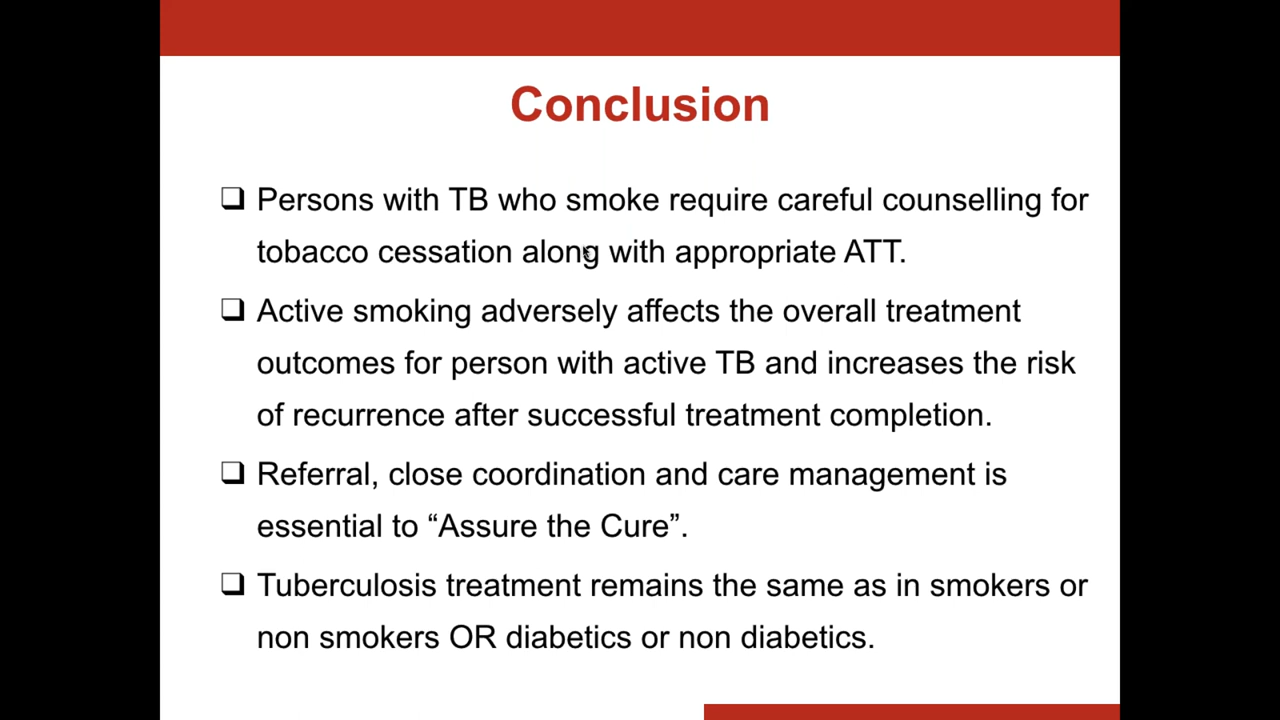 Conclusion
❑ Persons with TB who smoke require careful counselling for
tobacco cessation along with appropriate ATT.
❑ Active smoking adversely affects the overall treatment
outcomes for person with active TB and increases the risk
of recurrence after successful treatment completion.
❑ Referral, close coordination and care management is
essential to “Assure the Cure”.
❑ Tuberculosis treatment remains the same as in smokers or
non smokers OR diabetics or non diabetics.